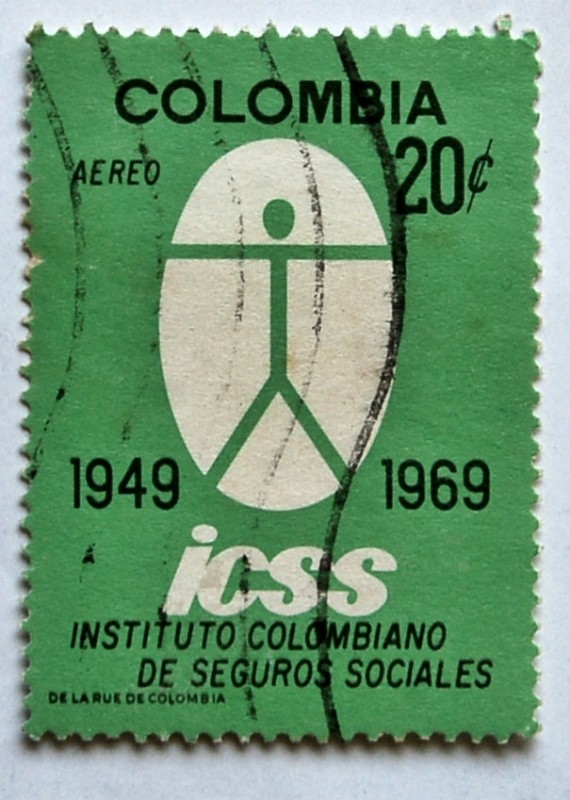 COLOMBIA
AEREO 20¢
1949 1969
icss
INSTITUTO COLOMBIANO
DE SEGUROS SOCIALES
DE LA RUE DE COLOMBIA